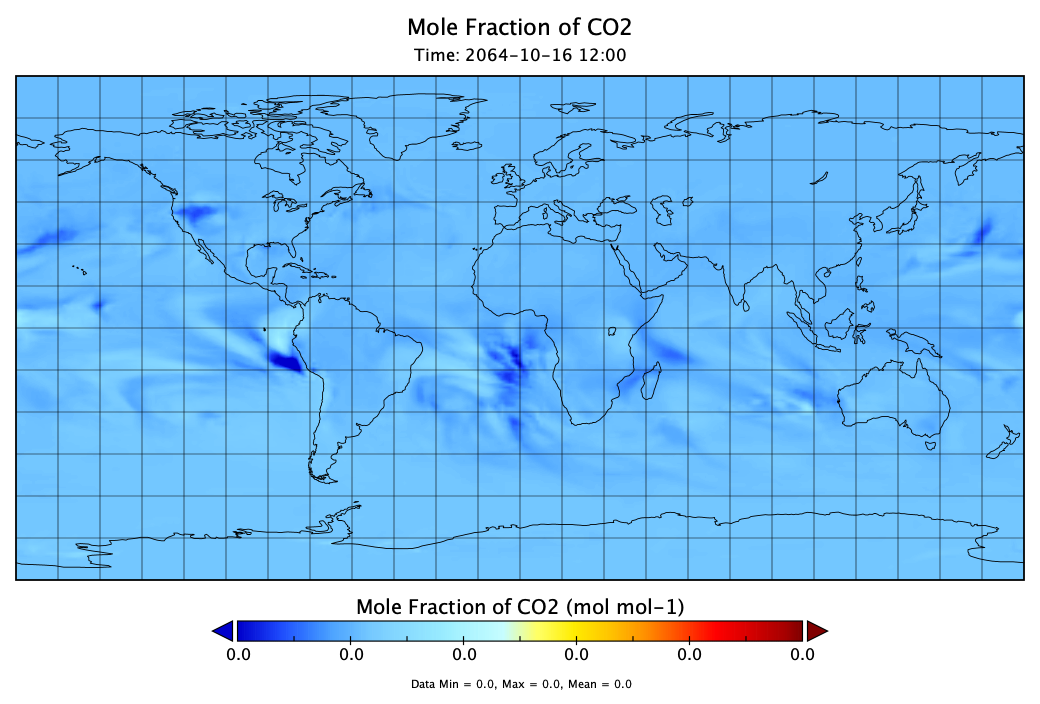 Mole Fraction of CO2
Time: 2064-10-16 12:00
Mole Fraction of CO2 (mol mol-1)
0.0 0.0 0.0 0.0 0.0 0.0
Data Min = 0.0, Max = 0.0, Mean = 0.0